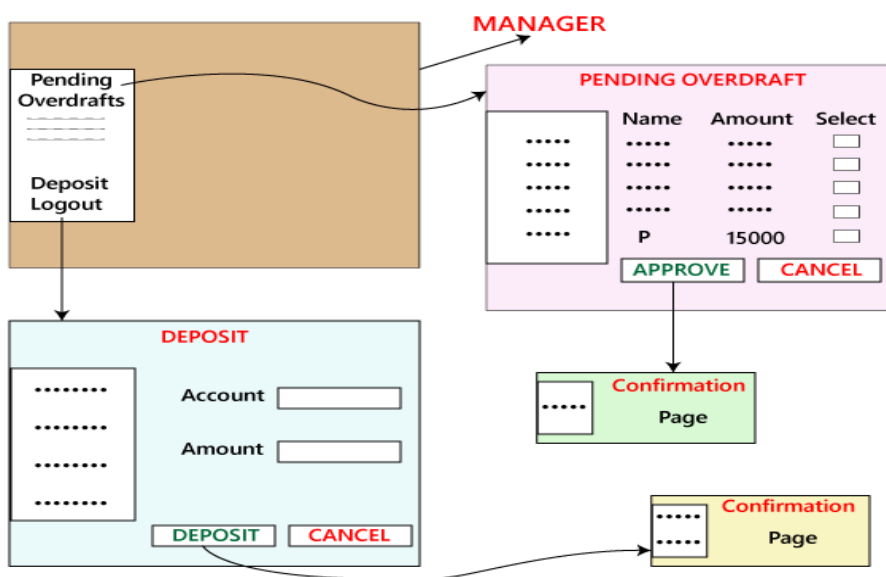 MANAGER
Pending
Overdrafts
Deposit
Logout
PENDING OVERDRAFT
Name Amount Select
P 15000
APPROVE CANCEL
DEPOSIT
Account
Amount
DEPOSIT CANCEL
Confirmation
Page
Confirmation
Page